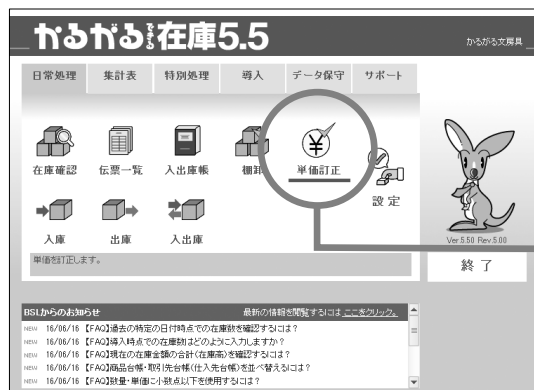 かるがるできる在庫5.5
かるがる文房具
日常処理 集計表 特別処理 導入 データ保守 サポート
在庫確認 伝票一覧 入出庫帳 棚卸 単価訂正 設定
入庫 出庫 入出庫
Ver.5.50 Rev.5.00
単価を訂正します。
終了
BSLからのお知らせ 最新の情報を閲覧するにはここをクリック。
NEW 16/06/16 【FAQ】過去の特定の日付時点での在庫数を確認するには？
NEW 16/06/16 【FAQ】導入時点での在庫数はどのように入力しますか？
NEW 16/06/16 【FAQ】現在の在庫金額の合計(在庫高)を確認するには？
NEW 16/06/16 【FAQ】商品台帳・取引先台帳(仕入先台帳)を並べ替えるには？
NEW 16/06/16 【FAQ】数量・単価に小数点以下を使用するには？